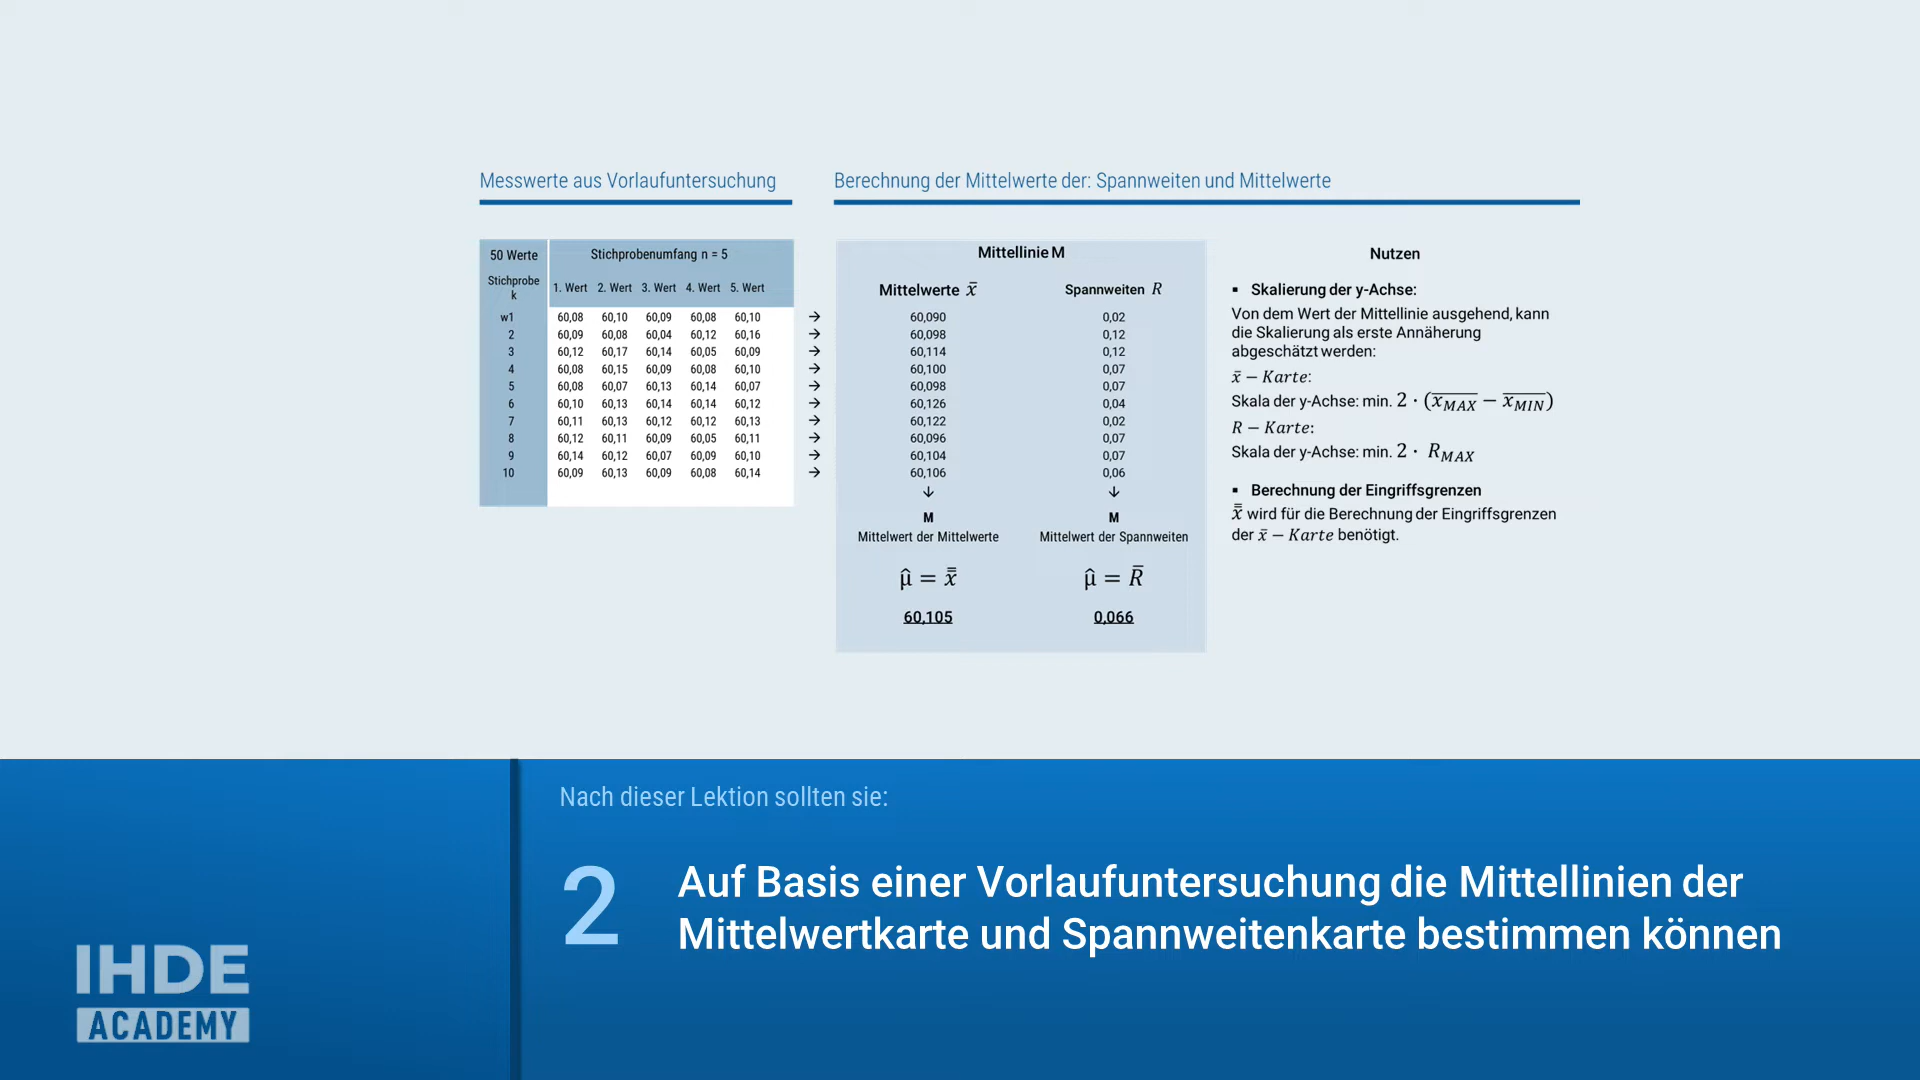 Messwerte aus Vorlaufuntersuchung
50 Werte
Stichprobenumfang n = 5
Stichprobe k
1. Wert 2. Wert 3. Wert 4. Wert 5. Wert
w1 60,08 60,10 60,09 60,08 60,10 →
2 60,09 60,08 60,04 60,12 60,16 →
3 60,12 60,17 60,14 60,05 60,09 →
4 60,08 60,15 60,09 60,08 60,10 →
5 60,08 60,07 60,13 60,14 60,07 →
6 60,10 60,13 60,14 60,14 60,12 →
7 60,11 60,13 60,12 60,12 60,13 →
8 60,12 60,11 60,09 60,05 60,11 →
9 60,14 60,12 60,07 60,09 60,10 →
10 60,09 60,13 60,09 60,08 60,14 →
Berechnung der Mittelwerte der: Spannweiten und Mittelwerte
Mittellinie M
Mittelwerte x̄ Spannweiten R
60,090 0,02
60,098 0,12
60,114 0,12
60,100 0,07
60,098 0,07
60,126 0,04
60,122 0,02
60,096 0,07
60,104 0,07
60,106 0,06
↓ ↓
M M
Mittelwert der Mittelwerte Mittelwert der Spannweiten
μ̂ = x̿ μ̂ = R̄
60,105 0,066
Nutzen
▪ Skalierung der y-Achse:
Von dem Wert der Mittellinie ausgehend, kann
die Skalierung als erste Annäherung
abgeschätzt werden:
x̄ − Karte:
Skala der y-Achse: min. 2 · (x̄_MAX − x̄_MIN)
R − Karte:
Skala der y-Achse: min. 2 · R_MAX
▪ Berechnung der Eingriffsgrenzen
x̿ wird für die Berechnung der Eingriffsgrenzen
der x̄ − Karte benötigt.
Nach dieser Lektion sollten sie:
2
Auf Basis einer Vorlaufuntersuchung die Mittellinien der
Mittelwertkarte und Spannweitenkarte bestimmen können
IHDE
ACADEMY